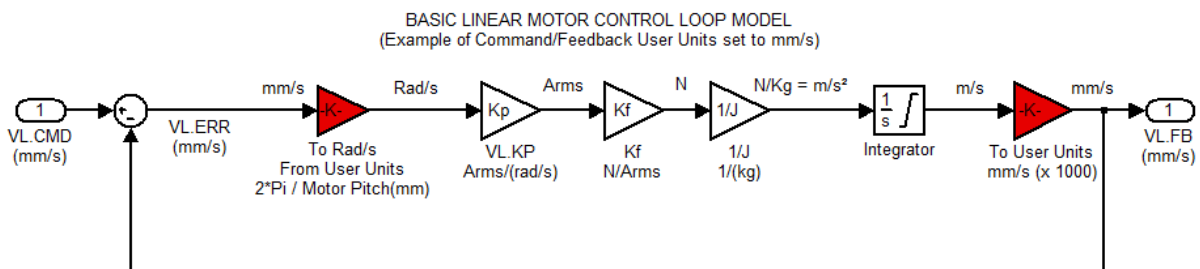 BASIC LINEAR MOTOR CONTROL LOOP MODEL
(Example of Command/Feedback User Units set to mm/s)
1
VL.CMD
(mm/s)
+
-
VL.ERR
(mm/s)
mm/s
-K-
To Rad/s
From User Units
2*Pi / Motor Pitch(mm)
Rad/s
Kp
VL.KP
Arms/(rad/s)
Arms
Kf
Kf
N/Arms
N
1/J
1/J
1/(kg)
N/Kg = m/s²
1
s
Integrator
m/s
-K-
To User Units
mm/s (x 1000)
mm/s
1
VL.FB
(mm/s)